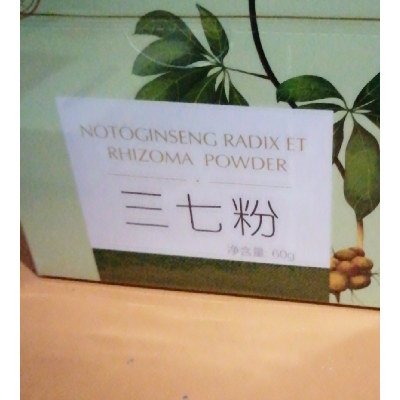 NOTOGINSENG RADIX ET
RHIZOMA POWDER
三七粉
净含量 60g